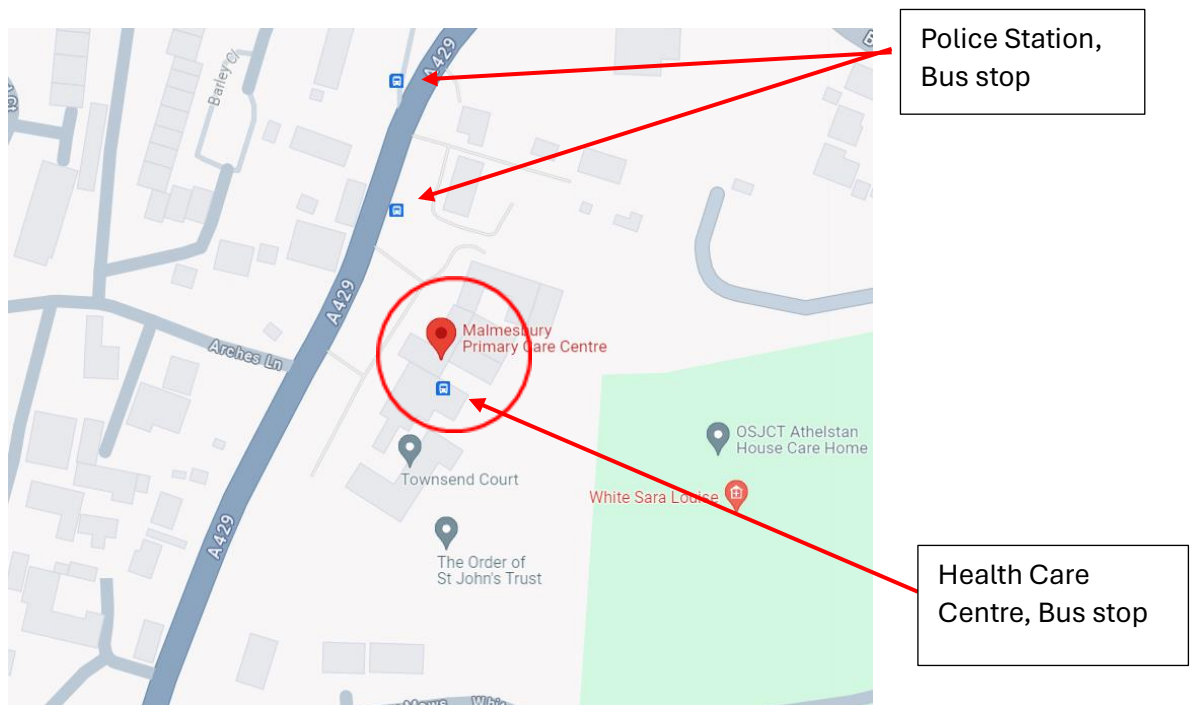 Police Station,
Bus stop
A429
Barley Cl
A429
Arches Ln
Malmesbury
Primary Care Centre
OSJCT Athelstan
House Care Home
Townsend Court
White Sara Louise
A429
The Order of
St John's Trust
Health Care
Centre, Bus stop